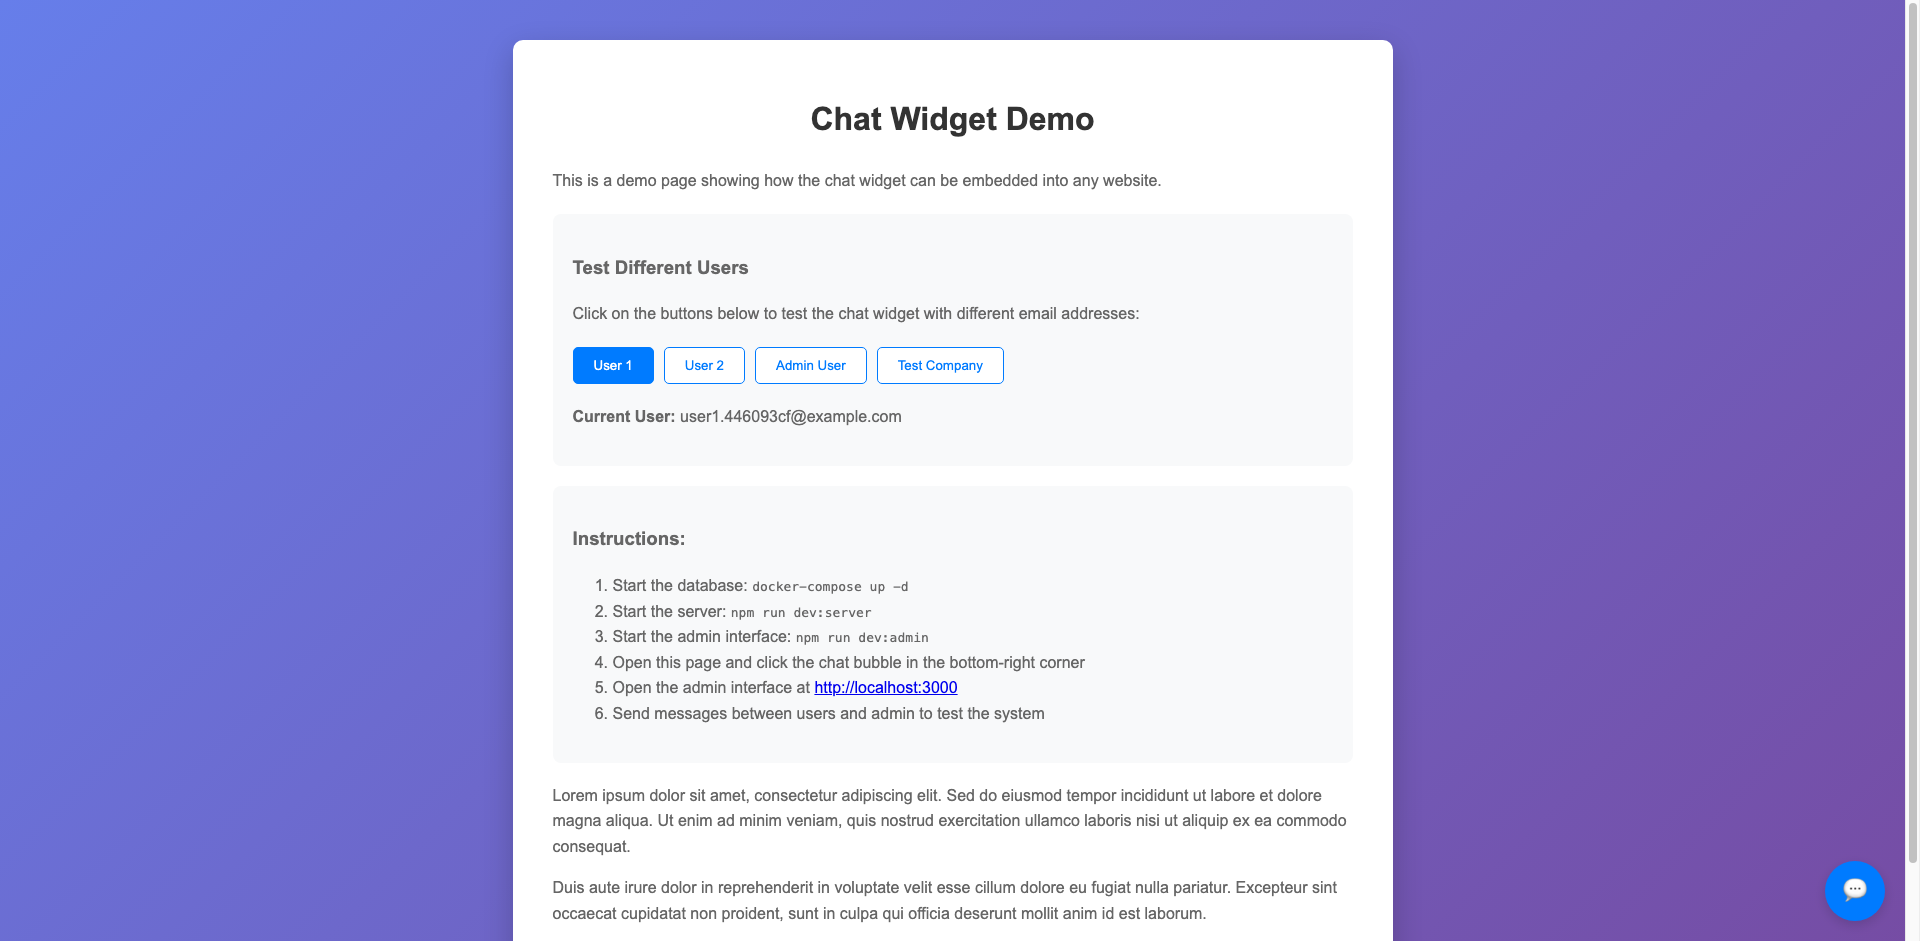 Chat Widget Demo
This is a demo page showing how the chat widget can be embedded into any website.
Test Different Users
Click on the buttons below to test the chat widget with different email addresses:
User 1 User 2 Admin User Test Company
Current User: user1.446093cf@example.com
Instructions:
1. Start the database: docker-compose up -d
2. Start the server: npm run dev:server
3. Start the admin interface: npm run dev:admin
4. Open this page and click the chat bubble in the bottom-right corner
5. Open the admin interface at http://localhost:3000
6. Send messages between users and admin to test the system
Lorem ipsum dolor sit amet, consectetur adipiscing elit. Sed do eiusmod tempor incididunt ut labore et dolore
magna aliqua. Ut enim ad minim veniam, quis nostrud exercitation ullamco laboris nisi ut aliquip ex ea commodo
consequat.
Duis aute irure dolor in reprehenderit in voluptate velit esse cillum dolore eu fugiat nulla pariatur. Excepteur sint
occaecat cupidatat non proident, sunt in culpa qui officia deserunt mollit anim id est laborum.